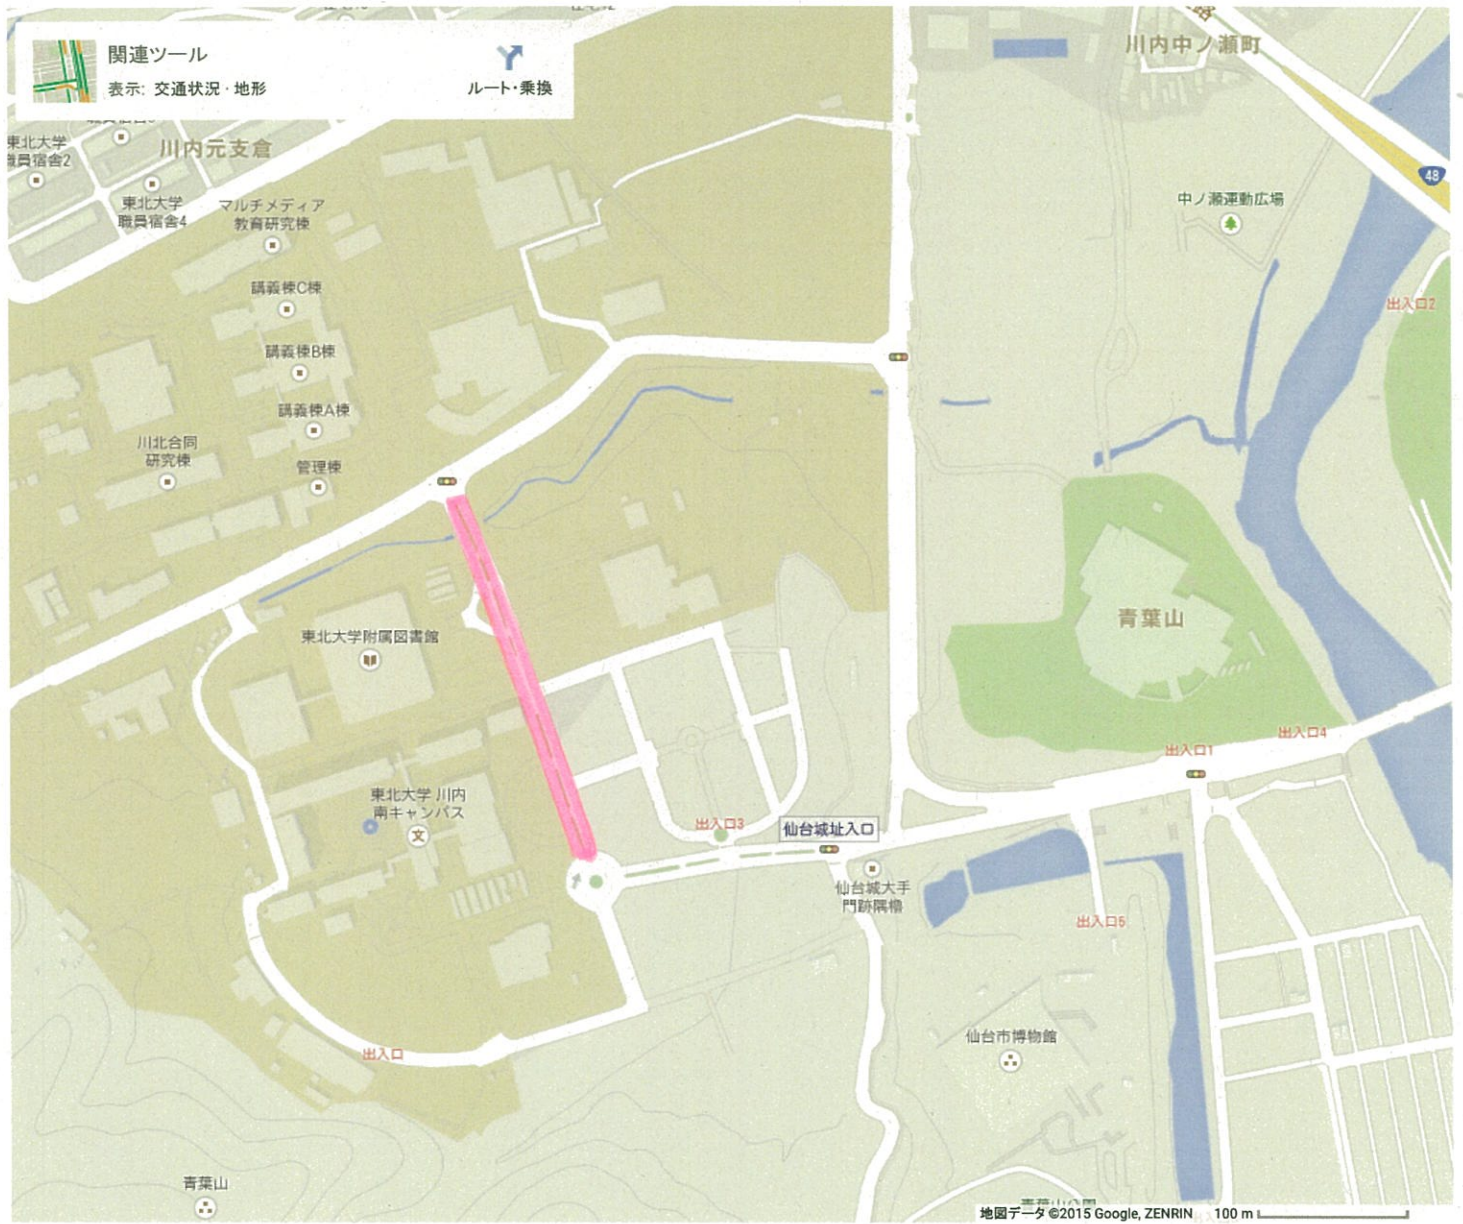 関連ツール
表示: 交通状況・地形
ルート・乗換
川内中ノ瀬町
48
東北大学
職員宿舎2
川内元支倉
東北大学
職員宿舎4
マルチメディア
教育研究棟
中ノ瀬運動広場
講義棟C棟
出入口2
講義棟B棟
講義棟A棟
川北合同
研究棟
管理棟
青葉山
東北大学附属図書館
出入口4
出入口1
東北大学 川内
南キャンパス
文
出入口3
仙台城址入口
仙台城大手
門跡隅櫓
出入口5
仙台市博物館
出入口
青葉山
青葉山公園
地図データ ©2015 Google, ZENRIN
100 m